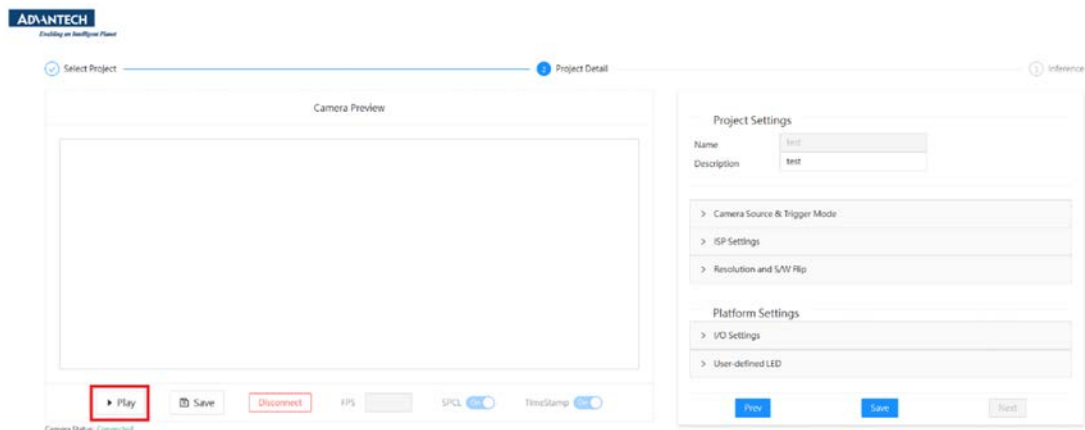 ADVANTECH
Enabling an Intelligent Planet
Select Project
2 Project Detail
3 Inference
Camera Preview
Project Settings
Name test
Description test
> Camera Source & Trigger Mode
> ISP Settings
> Resolution and S/W Flip
Platform Settings
> I/O Settings
> User-defined LED
Play Save Disconnect FPS SPCL On TimeStamp On
Prev Save Next
Camera Status: Connected